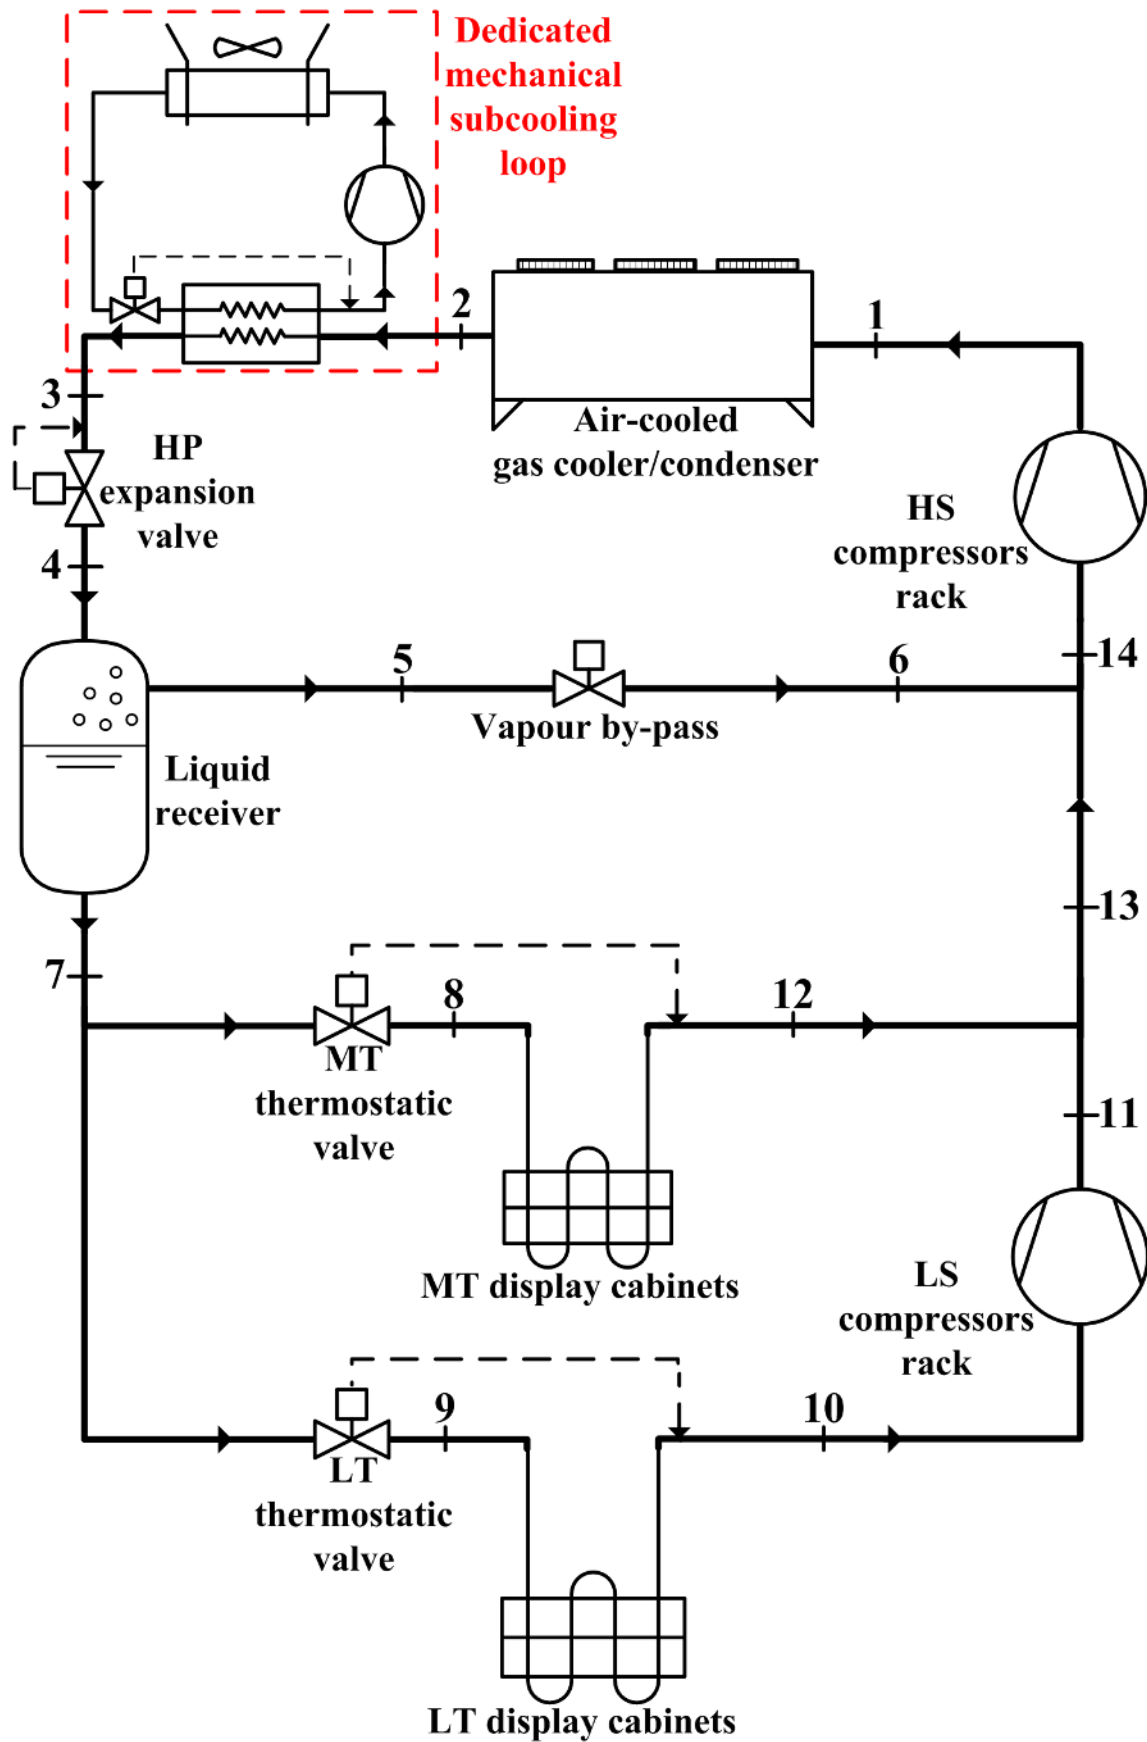 Dedicated
mechanical
subcooling
loop
2
1
3
Air-cooled
gas cooler/condenser
HP
expansion
valve
HS
compressors
rack
4
5
6
14
Vapour by-pass
Liquid
receiver
13
7
8
12
MT
thermostatic
valve
11
MT display cabinets
LS
compressors
rack
9
10
LT
thermostatic
valve
LT display cabinets